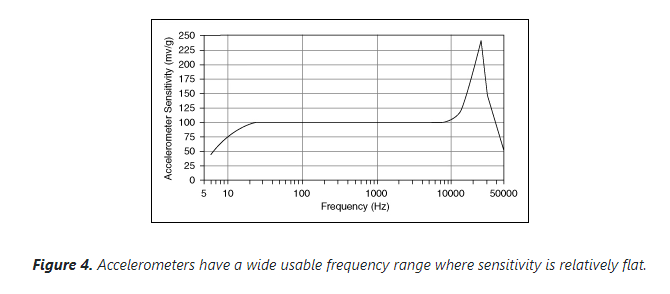 250
225
200
175
150
125
100
75
50
25
0
Accelerometer Sensitivity (mv/g)
5 10 100 1000 10000 50000
Frequency (Hz)
Figure 4. Accelerometers have a wide usable frequency range where sensitivity is relatively flat.